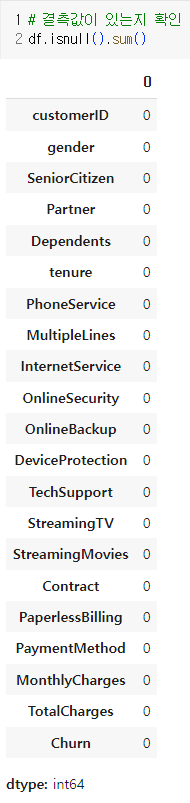 1 # 결측값이 있는지 확인
2 df.isnull().sum()
0
customerID 0
gender 0
SeniorCitizen 0
Partner 0
Dependents 0
tenure 0
PhoneService 0
MultipleLines 0
InternetService 0
OnlineSecurity 0
OnlineBackup 0
DeviceProtection 0
TechSupport 0
StreamingTV 0
StreamingMovies 0
Contract 0
PaperlessBilling 0
PaymentMethod 0
MonthlyCharges 0
TotalCharges 0
Churn 0
dtype: int64